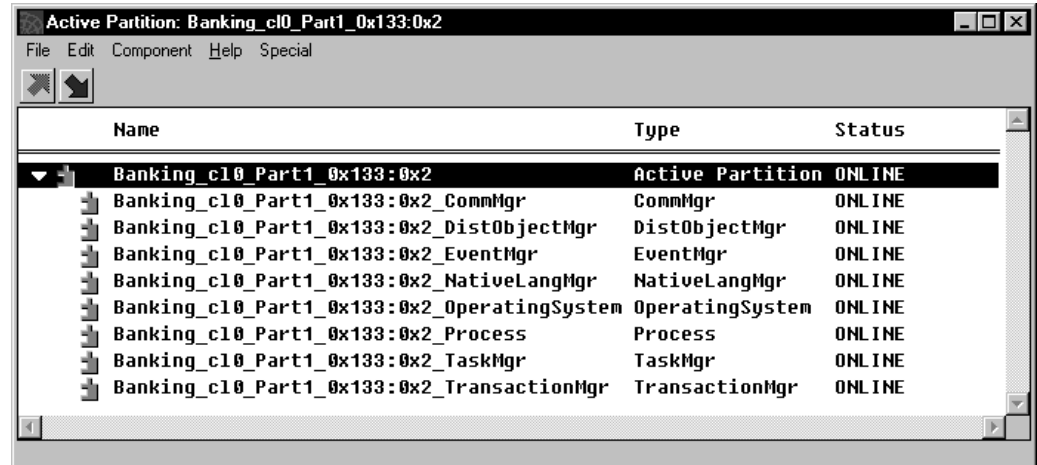 Active Partition: Banking_cl0_Part1_0x133:0x2
File Edit Component Help Special
Name Type Status
Banking_cl0_Part1_0x133:0x2 Active Partition ONLINE
Banking_cl0_Part1_0x133:0x2_CommMgr CommMgr ONLINE
Banking_cl0_Part1_0x133:0x2_DistObjectMgr DistObjectMgr ONLINE
Banking_cl0_Part1_0x133:0x2_EventMgr EventMgr ONLINE
Banking_cl0_Part1_0x133:0x2_NativeLangMgr NativeLangMgr ONLINE
Banking_cl0_Part1_0x133:0x2_OperatingSystem OperatingSystem ONLINE
Banking_cl0_Part1_0x133:0x2_Process Process ONLINE
Banking_cl0_Part1_0x133:0x2_TaskMgr TaskMgr ONLINE
Banking_cl0_Part1_0x133:0x2_TransactionMgr TransactionMgr ONLINE